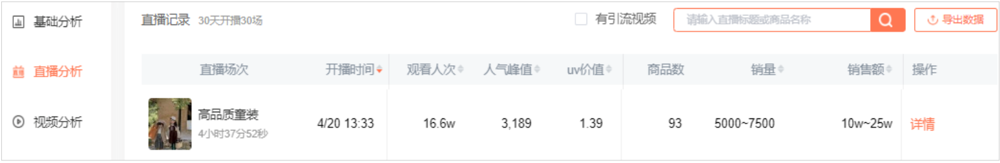 基础分析
直播分析
视频分析
直播记录 30天开播30场
有引流视频
请输入直播标题或商品名称
导出数据
直播场次 开播时间 观看人次 人气峰值 uv价值 商品数 销量 销售额 操作
高品质童装 4/20 13:33 16.6w 3,189 1.39 93 5000~7500 10w~25w 详情
4小时37分52秒